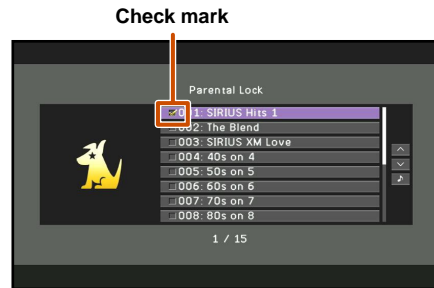 Check mark
Parental Lock
001: SIRIUS Hits 1
002: The Blend
003: SIRIUS XM Love
004: 40s on 4
005: 50s on 5
006: 60s on 6
007: 70s on 7
008: 80s on 8
1 / 15